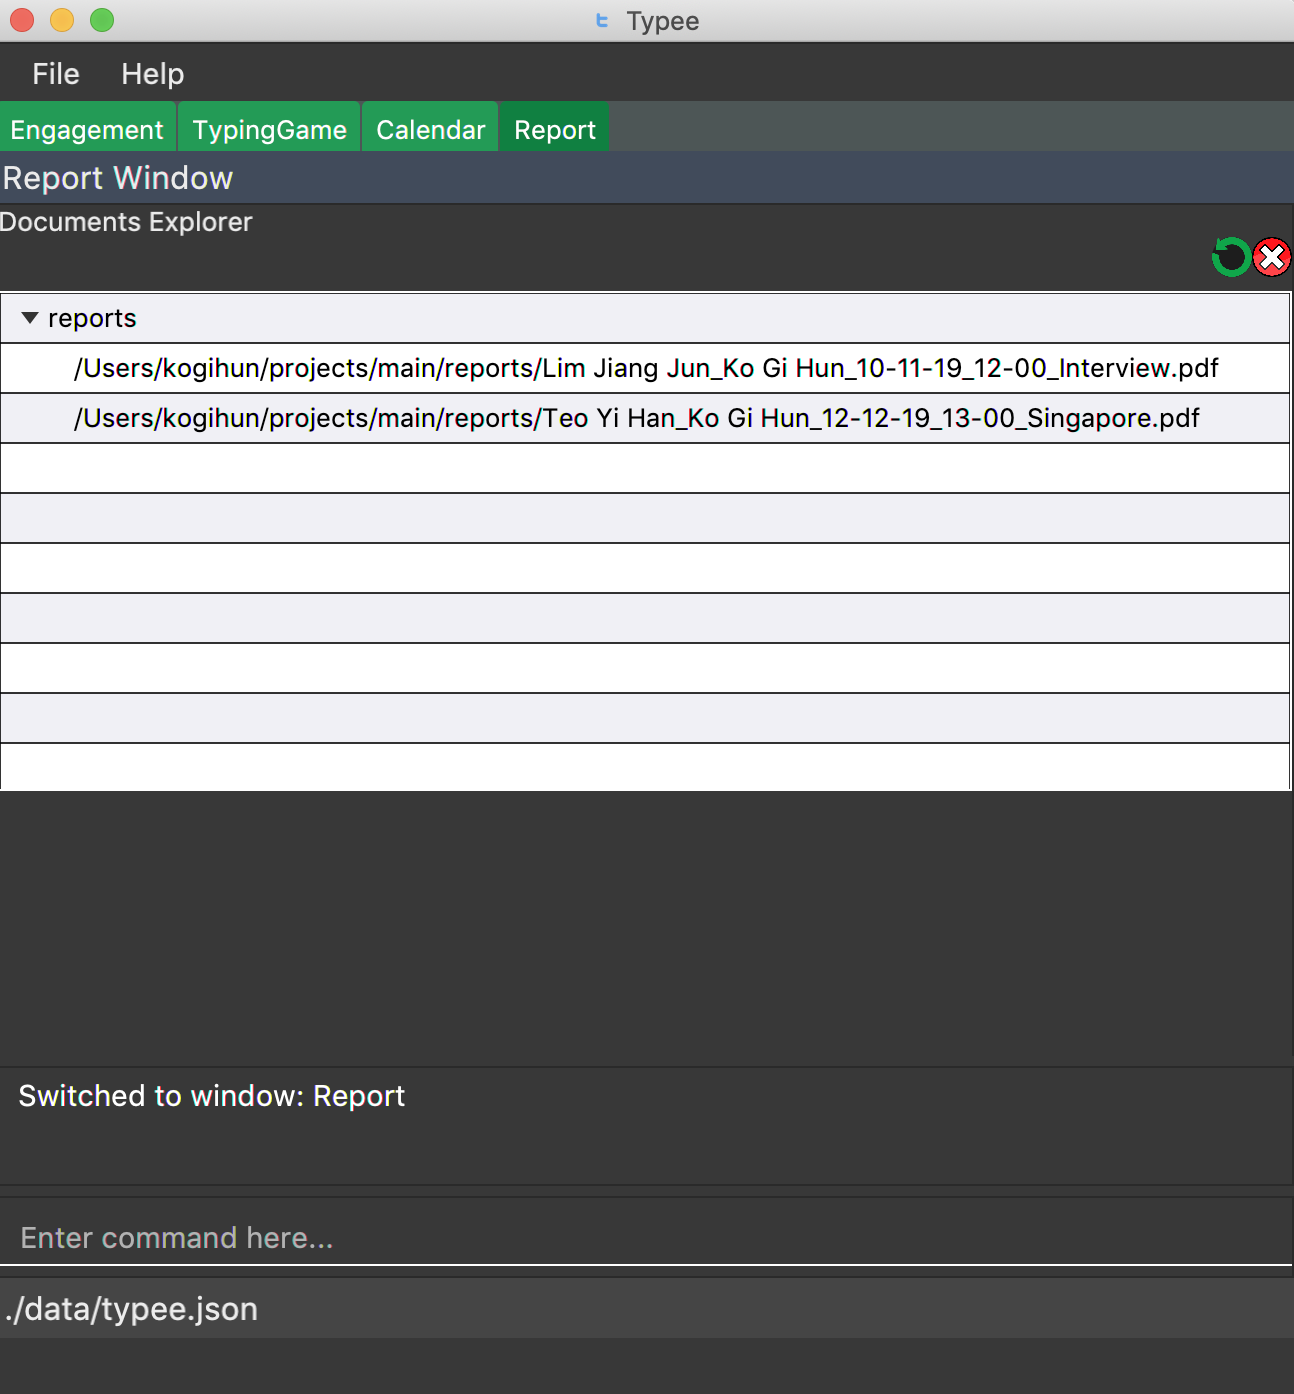 Typee
File Help
Engagement TypingGame Calendar Report
Report Window
Documents Explorer
reports
/Users/kogihun/projects/main/reports/Lim Jiang Jun_Ko Gi Hun_10-11-19_12-00_Interview.pdf
/Users/kogihun/projects/main/reports/Teo Yi Han_Ko Gi Hun_12-12-19_13-00_Singapore.pdf
Switched to window: Report
Enter command here...
./data/typee.json